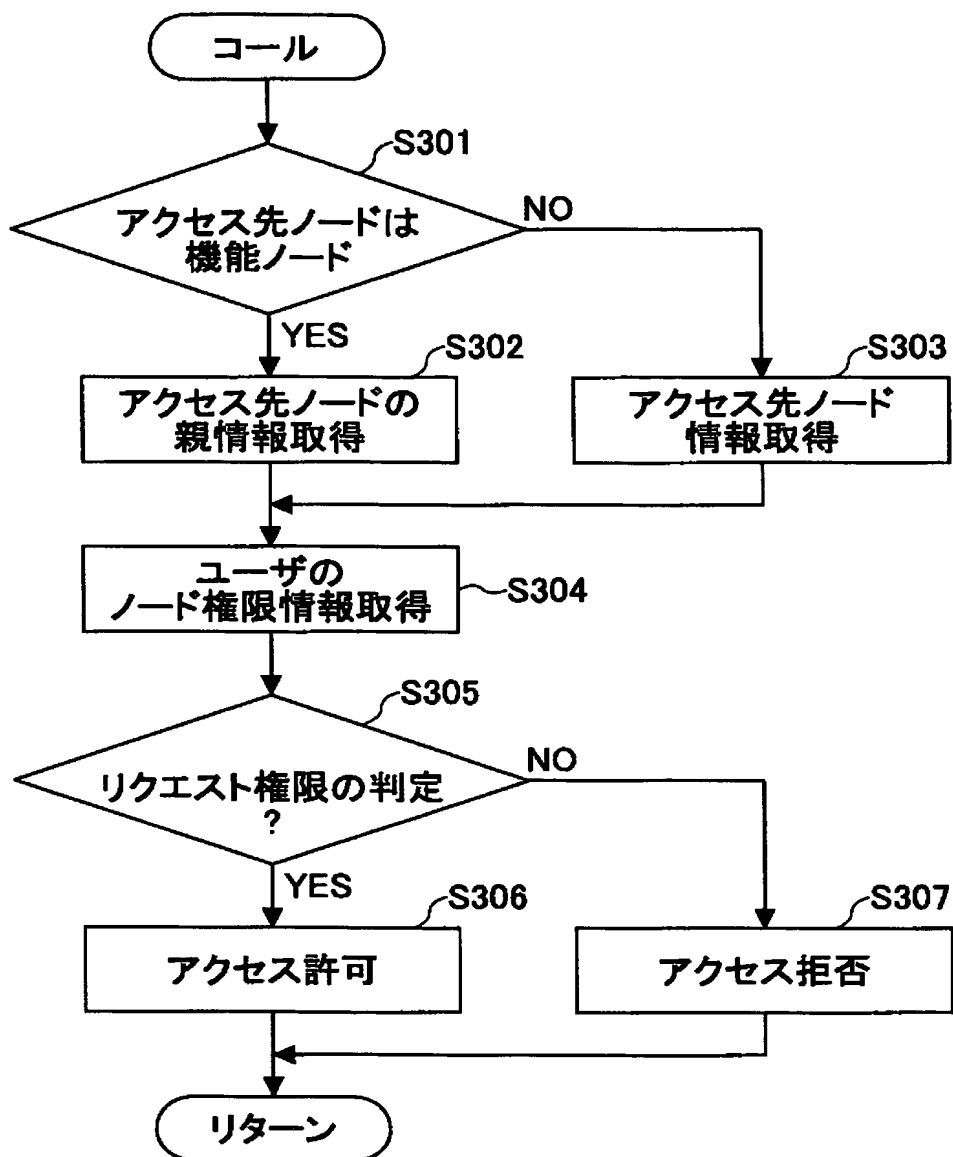 コール
S301
アクセス先ノードは
機能ノード
NO
YES
S302
アクセス先ノードの
親情報取得
S303
アクセス先ノード
情報取得
ユーザの
ノード権限情報取得
S304
S305
リクエスト権限の判定
?
NO
YES
S306
アクセス許可
S307
アクセス拒否
リターン